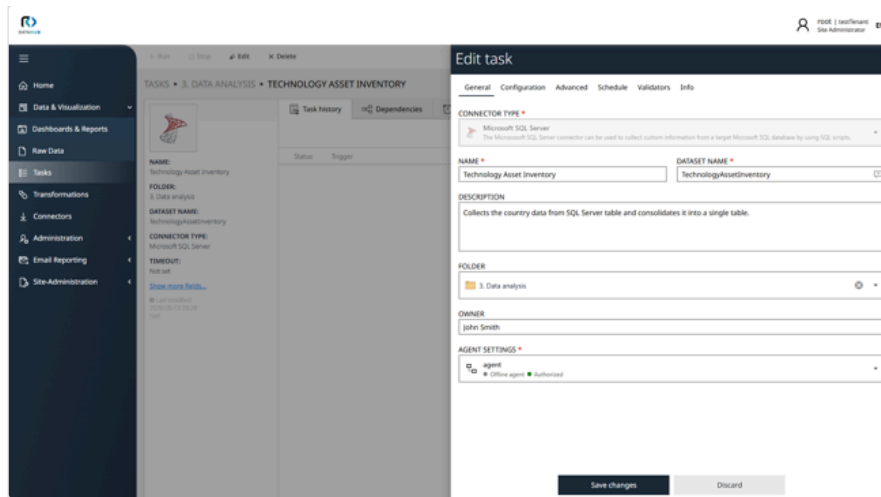 root | testTenant
Site Administrator
Run Stop Edit Delete
Home
Data & Visualization
Dashboards & Reports
Raw Data
Tasks
Transformations
Connectors
Administration
Email Reporting
Site-Administration
TASKS • 3. DATA ANALYSIS • TECHNOLOGY ASSET INVENTORY
Task history Dependencies
Status Trigger
NAME:
Technology Asset Inventory
FOLDER:
3. Data analysis
DATASET NAME:
TechnologyAssetInventory
CONNECTOR TYPE:
Microsoft SQL Server
TIMEOUT:
Not set
Show more fields...
Last modified
Edit task
General Configuration Advanced Schedule Validators Info
CONNECTOR TYPE *
Microsoft SQL Server
The Microsoft SQL Server connector can be used to collect custom information from a target Microsoft SQL database by using SQL scripts.
NAME * DATASET NAME *
Technology Asset Inventory TechnologyAssetInventory
DESCRIPTION
Collects the country data from SQL Server table and consolidates it into a single table.
FOLDER
3. Data analysis
OWNER
John Smith
AGENT SETTINGS *
agent
Offline agent Authorized
Save changes Discard